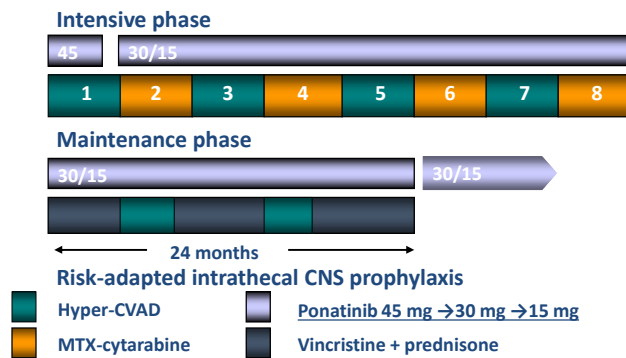 Intensive phase
45 30/15
1 2 3 4 5 6 7 8
Maintenance phase
30/15 30/15
24 months
Risk-adapted intrathecal CNS prophylaxis
Hyper-CVAD Ponatinib 45 mg →30 mg →15 mg
MTX-cytarabine Vincristine + prednisone